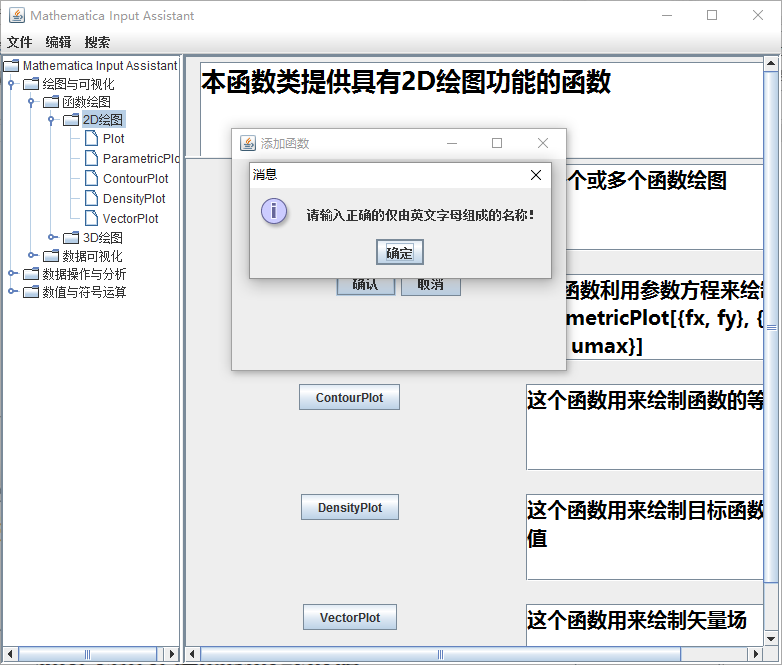 Mathematica Input Assistant
文件 编辑 搜索
Mathematica Input Assistant
绘图与可视化
函数绘图
2D绘图
Plot
ParametricPlo
ContourPlot
DensityPlot
VectorPlot
3D绘图
数据可视化
数据操作与分析
数值与符号运算
本函数类提供具有2D绘图功能的函数
添加函数
消息
请输入正确的仅由英文字母组成的名称!
确定
确认 取消
个或多个函数绘图
函数利用参数方程来绘
metricPlot[{fx, fy}, {
umax}]
ContourPlot
这个函数用来绘制函数的等
DensityPlot
这个函数用来绘制目标函数
值
VectorPlot
这个函数用来绘制矢量场